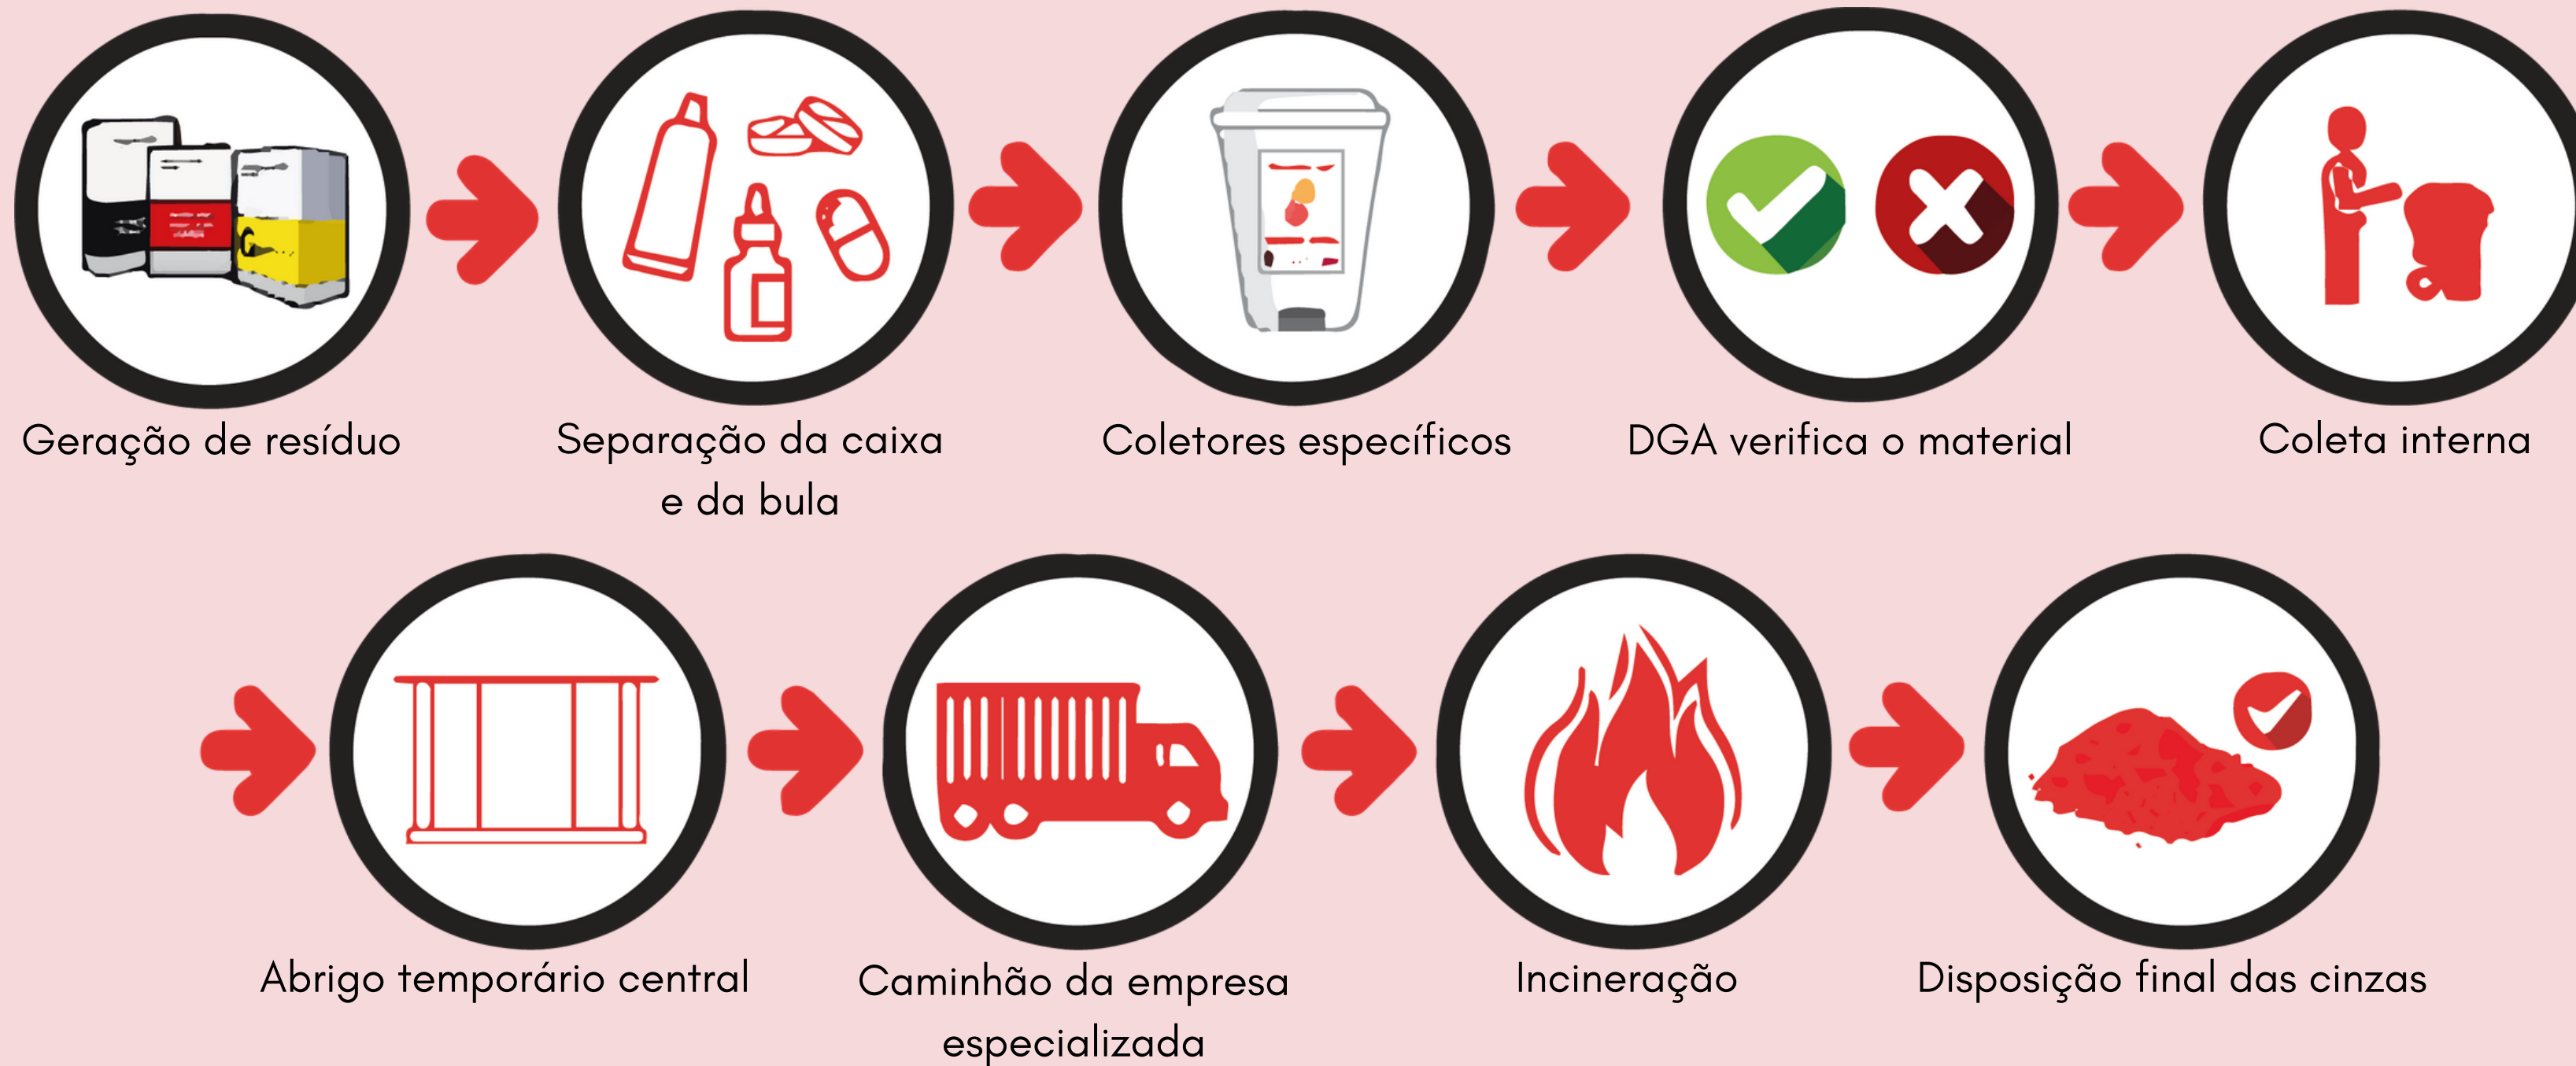 Geração de resíduo
Separação da caixa
e da bula
Coletores específicos
DGA verifica o material
Coleta interna
Abrigo temporário central
Caminhão da empresa
especializada
Incineração
Disposição final das cinzas